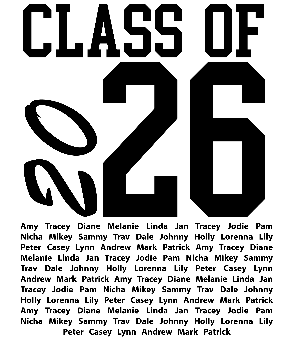 CLASS OF
2026
Amy Tracey Diane Melanie Linda Jan Tracey Jodie Pam
Nicha Mikey Sammy Trav Dale Johnny Holly Lorenna Lily
Peter Casey Lynn Andrew Mark Patrick Amy Tracey Diane
Melanie Linda Jan Tracey Jodie Pam Nicha Mikey Sammy
Trav Dale Johnny Holly Lorenna Lily Peter Casey Lynn
Andrew Mark Patrick Amy Tracey Diane Melanie Linda Jan
Tracey Jodie Pam Nicha Mikey Sammy Trav Dale Johnny
Holly Lorenna Lily Peter Casey Lynn Andrew Mark Patrick
Amy Tracey Diane Melanie Linda Jan Tracey Jodie Pam
Nicha Mikey Sammy Trav Dale Johnny Holly Lorenna Lily
Peter Casey Lynn Andrew Mark Patrick